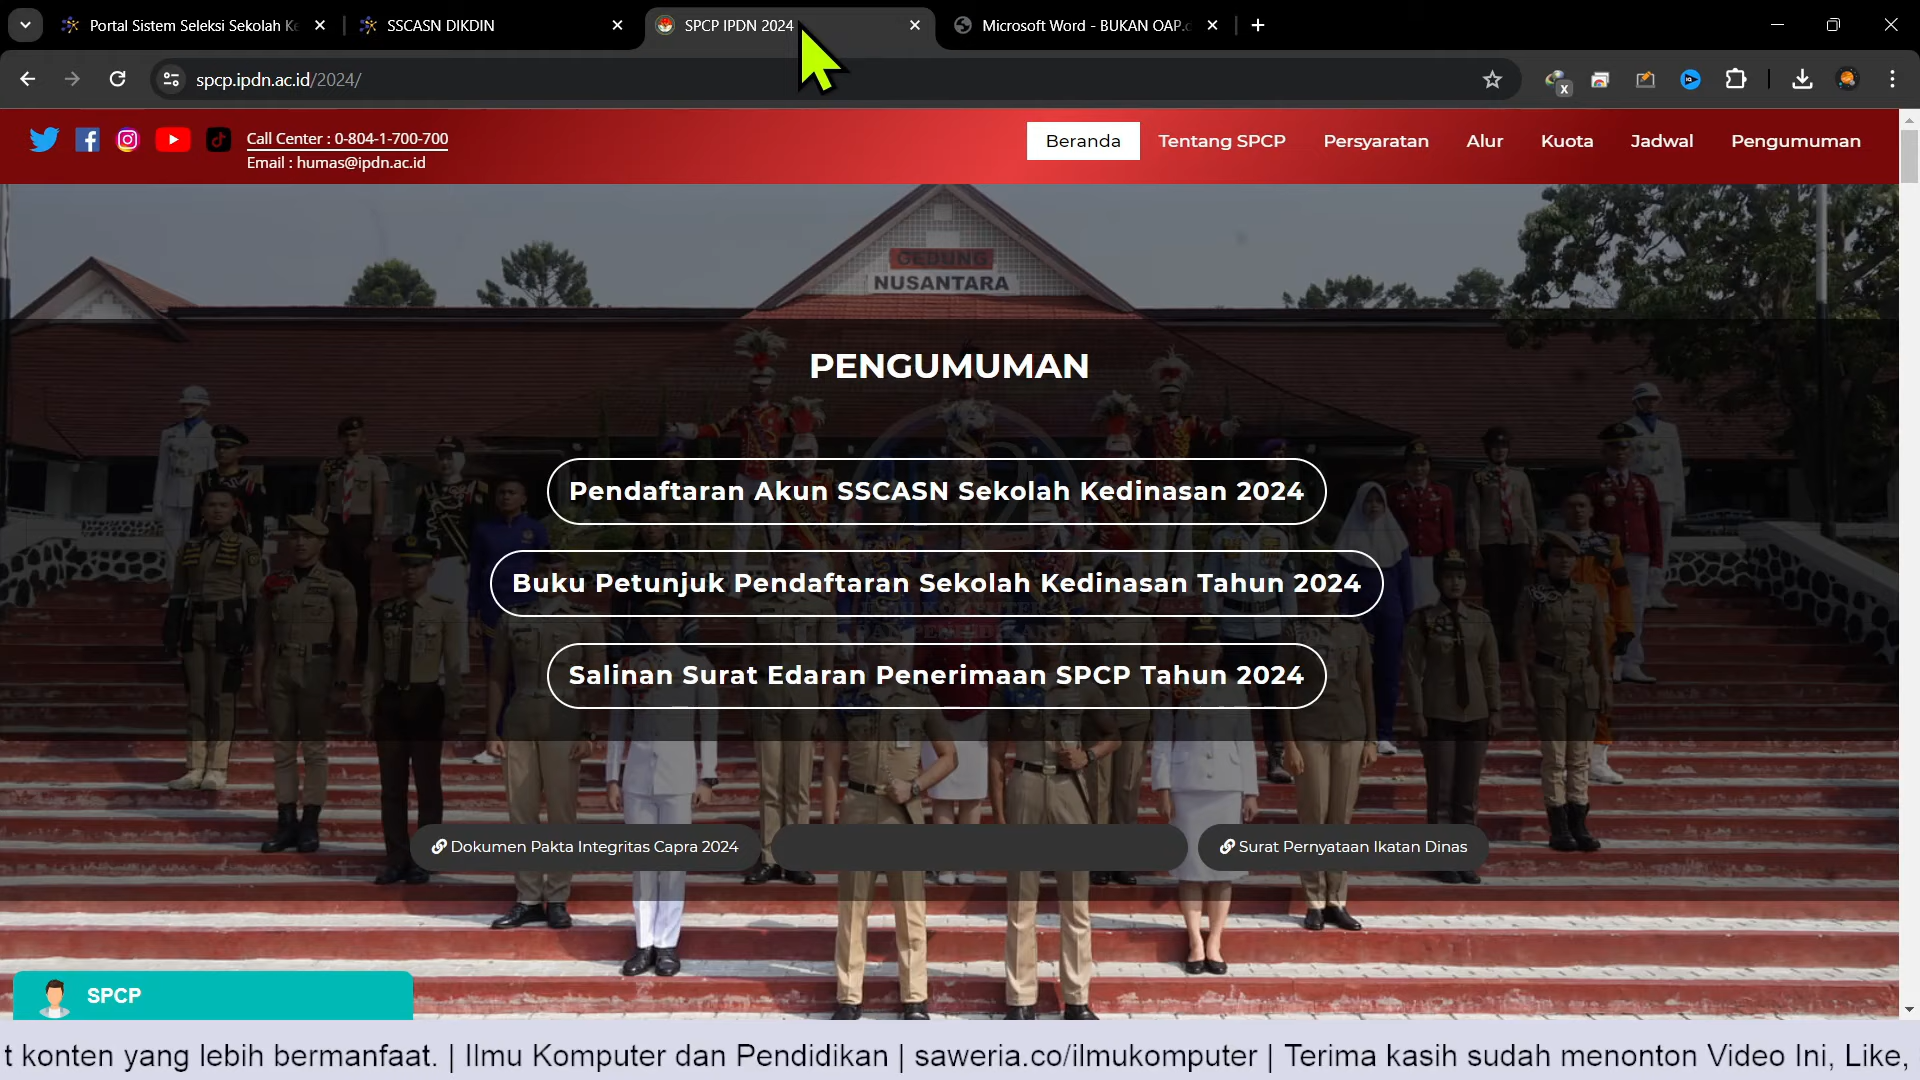 Portal Sistem Seleksi Sekolah Ke
SSCASN DIKDIN
SPCP IPDN 2024
Microsoft Word - BUKAN OAP.
spcp.ipdn.ac.id/2024/
Call Center : 0-804-1-700-700
Email : humas@ipdn.ac.id
Beranda
Tentang SPCP
Persyaratan
Alur
Kuota
Jadwal
Pengumuman
GEDUNG
NUSANTARA
PENGUMUMAN
Pendaftaran Akun SSCASN Sekolah Kedinasan 2024
Buku Petunjuk Pendaftaran Sekolah Kedinasan Tahun 2024
Salinan Surat Edaran Penerimaan SPCP Tahun 2024
Dokumen Pakta Integritas Capra 2024
Surat Pernyataan Ikatan Dinas
SPCP
t konten yang lebih bermanfaat. | Ilmu Komputer dan Pendidikan | saweria.co/ilmukomputer | Terima kasih sudah menonton Video Ini, Like,